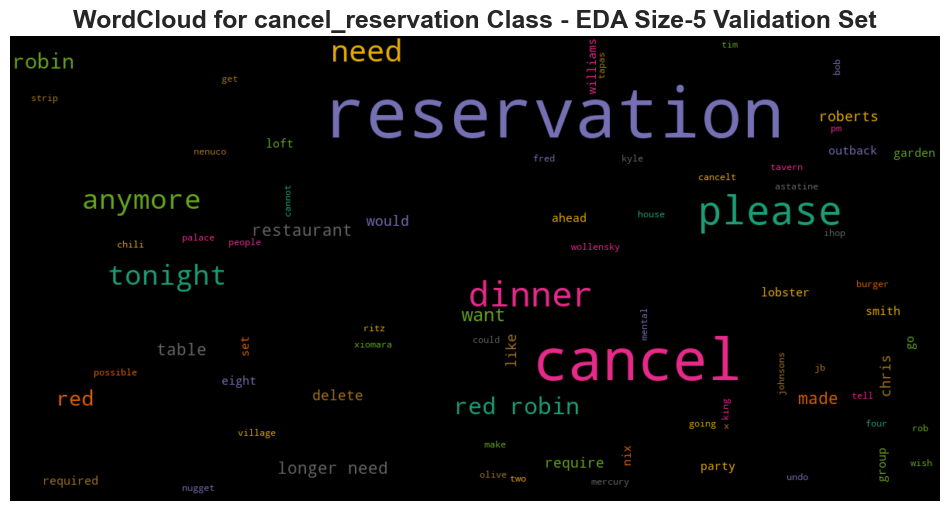 WordCloud for cancel_reservation Class - EDA Size-5 Validation Set
robin
need
williams
tapas
tim
bob
strip
get
reservation
roberts
pm
nenuco
loft
fred
kyle
outback
garden
tavern
cancelt
astatine
anymore
cannot
please
restaurant
would
ahead
house
ihop
chili
palace
people
wollensky
tonight
dinner
lobster
burger
want
mental
smith
ritz
xiomara
could
like
table
set
cancel
go
possible
eight
johnsons
jb
chris
red
delete
red robin
king
made
tell
village
going
x
four
rob
make
longer need
require
nix
party
group
wish
required
nugget
olive
two
mercury
undo